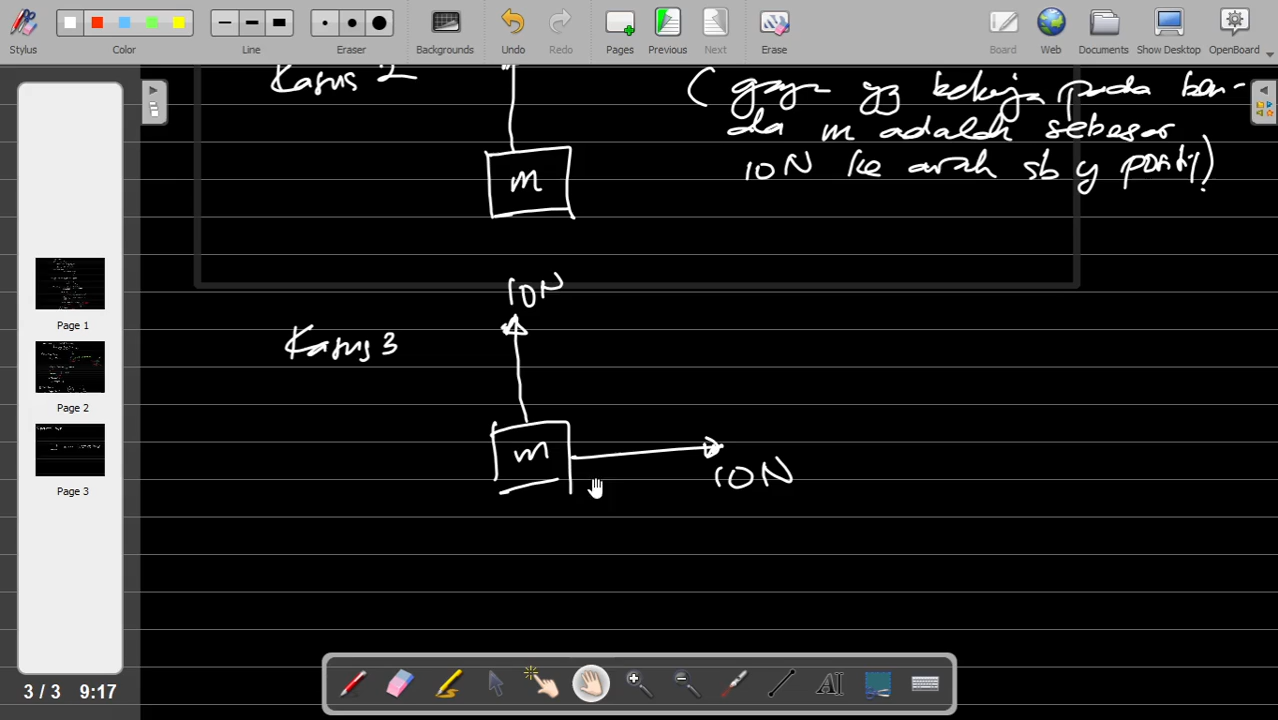 Stylus
Color
Line
Eraser
Backgrounds
Undo
Redo
Pages
Previous
Next
Erase
Board
Web
Documents
Show Desktop
OpenBoard
Kasus 2
m
( gaya yg bekerja pada ben-
da m adalah sebesar
10N ke arah sb y positif)
10N
Kasus 3
m
10N
Page 1
Page 2
Page 3
3 / 3 9:17
AI